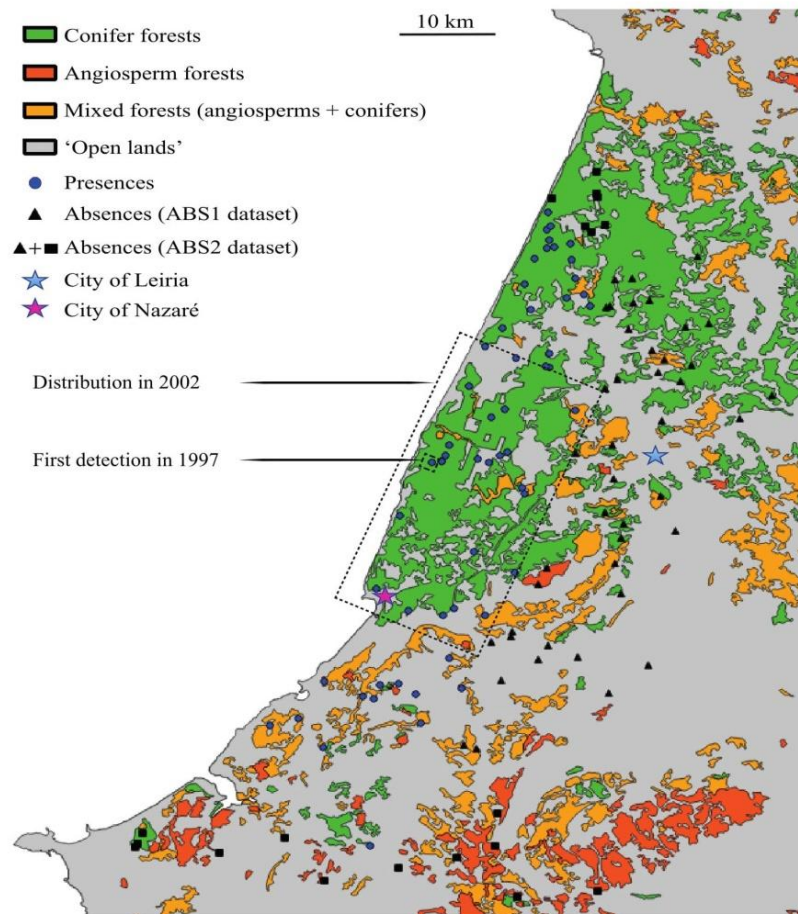 10 km
Conifer forests
Angiosperm forests
Mixed forests (angiosperms + conifers)
‘Open lands’
Presences
Absences (ABS1 dataset)
+ Absences (ABS2 dataset)
City of Leiria
City of Nazaré
Distribution in 2002
First detection in 1997